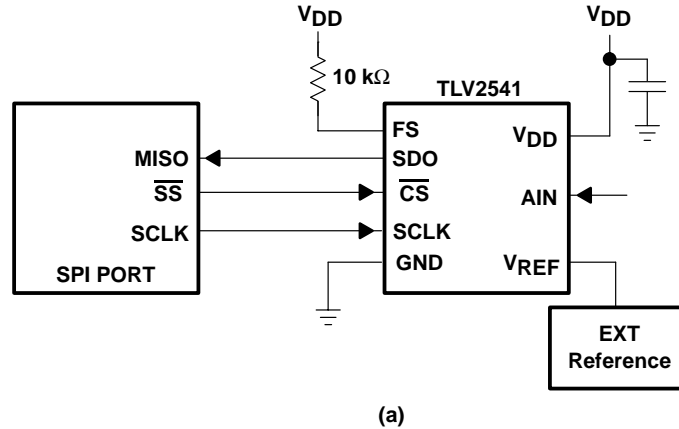 VDD
VDD
10 kΩ
TLV2541
FS
VDD
MISO
SDO
SS
CS
AIN
SCLK
SCLK
GND
VREF
SPI PORT
EXT
Reference
(a)